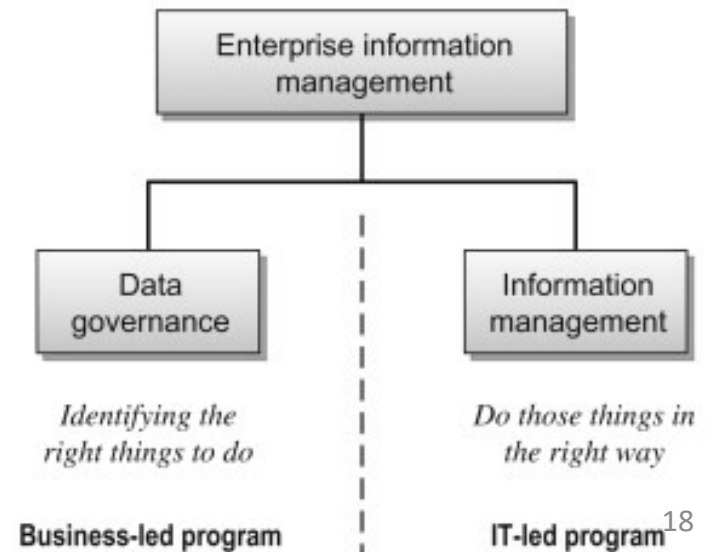 Enterprise information
management
Data
governance
Information
management
Identifying the
right things to do
Do those things in
the right way
Business-led program
IT-led program
18